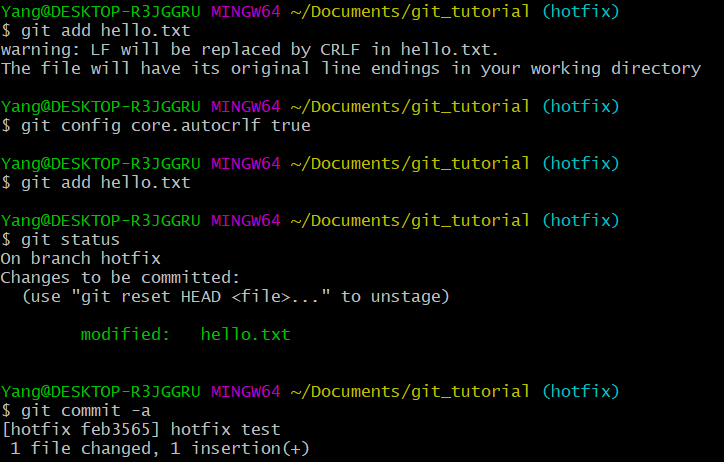 Yang@DESKTOP-R3JGGRU MINGW64 ~/Documents/git_tutorial (hotfix)
$ git add hello.txt
warning: LF will be replaced by CRLF in hello.txt.
The file will have its original line endings in your working directory
Yang@DESKTOP-R3JGGRU MINGW64 ~/Documents/git_tutorial (hotfix)
$ git config core.autocrlf true
Yang@DESKTOP-R3JGGRU MINGW64 ~/Documents/git_tutorial (hotfix)
$ git add hello.txt
Yang@DESKTOP-R3JGGRU MINGW64 ~/Documents/git_tutorial (hotfix)
$ git status
On branch hotfix
Changes to be committed:
  (use "git reset HEAD <file>..." to unstage)
        modified:   hello.txt
Yang@DESKTOP-R3JGGRU MINGW64 ~/Documents/git_tutorial (hotfix)
$ git commit -a
[hotfix feb3565] hotfix test
 1 file changed, 1 insertion(+)